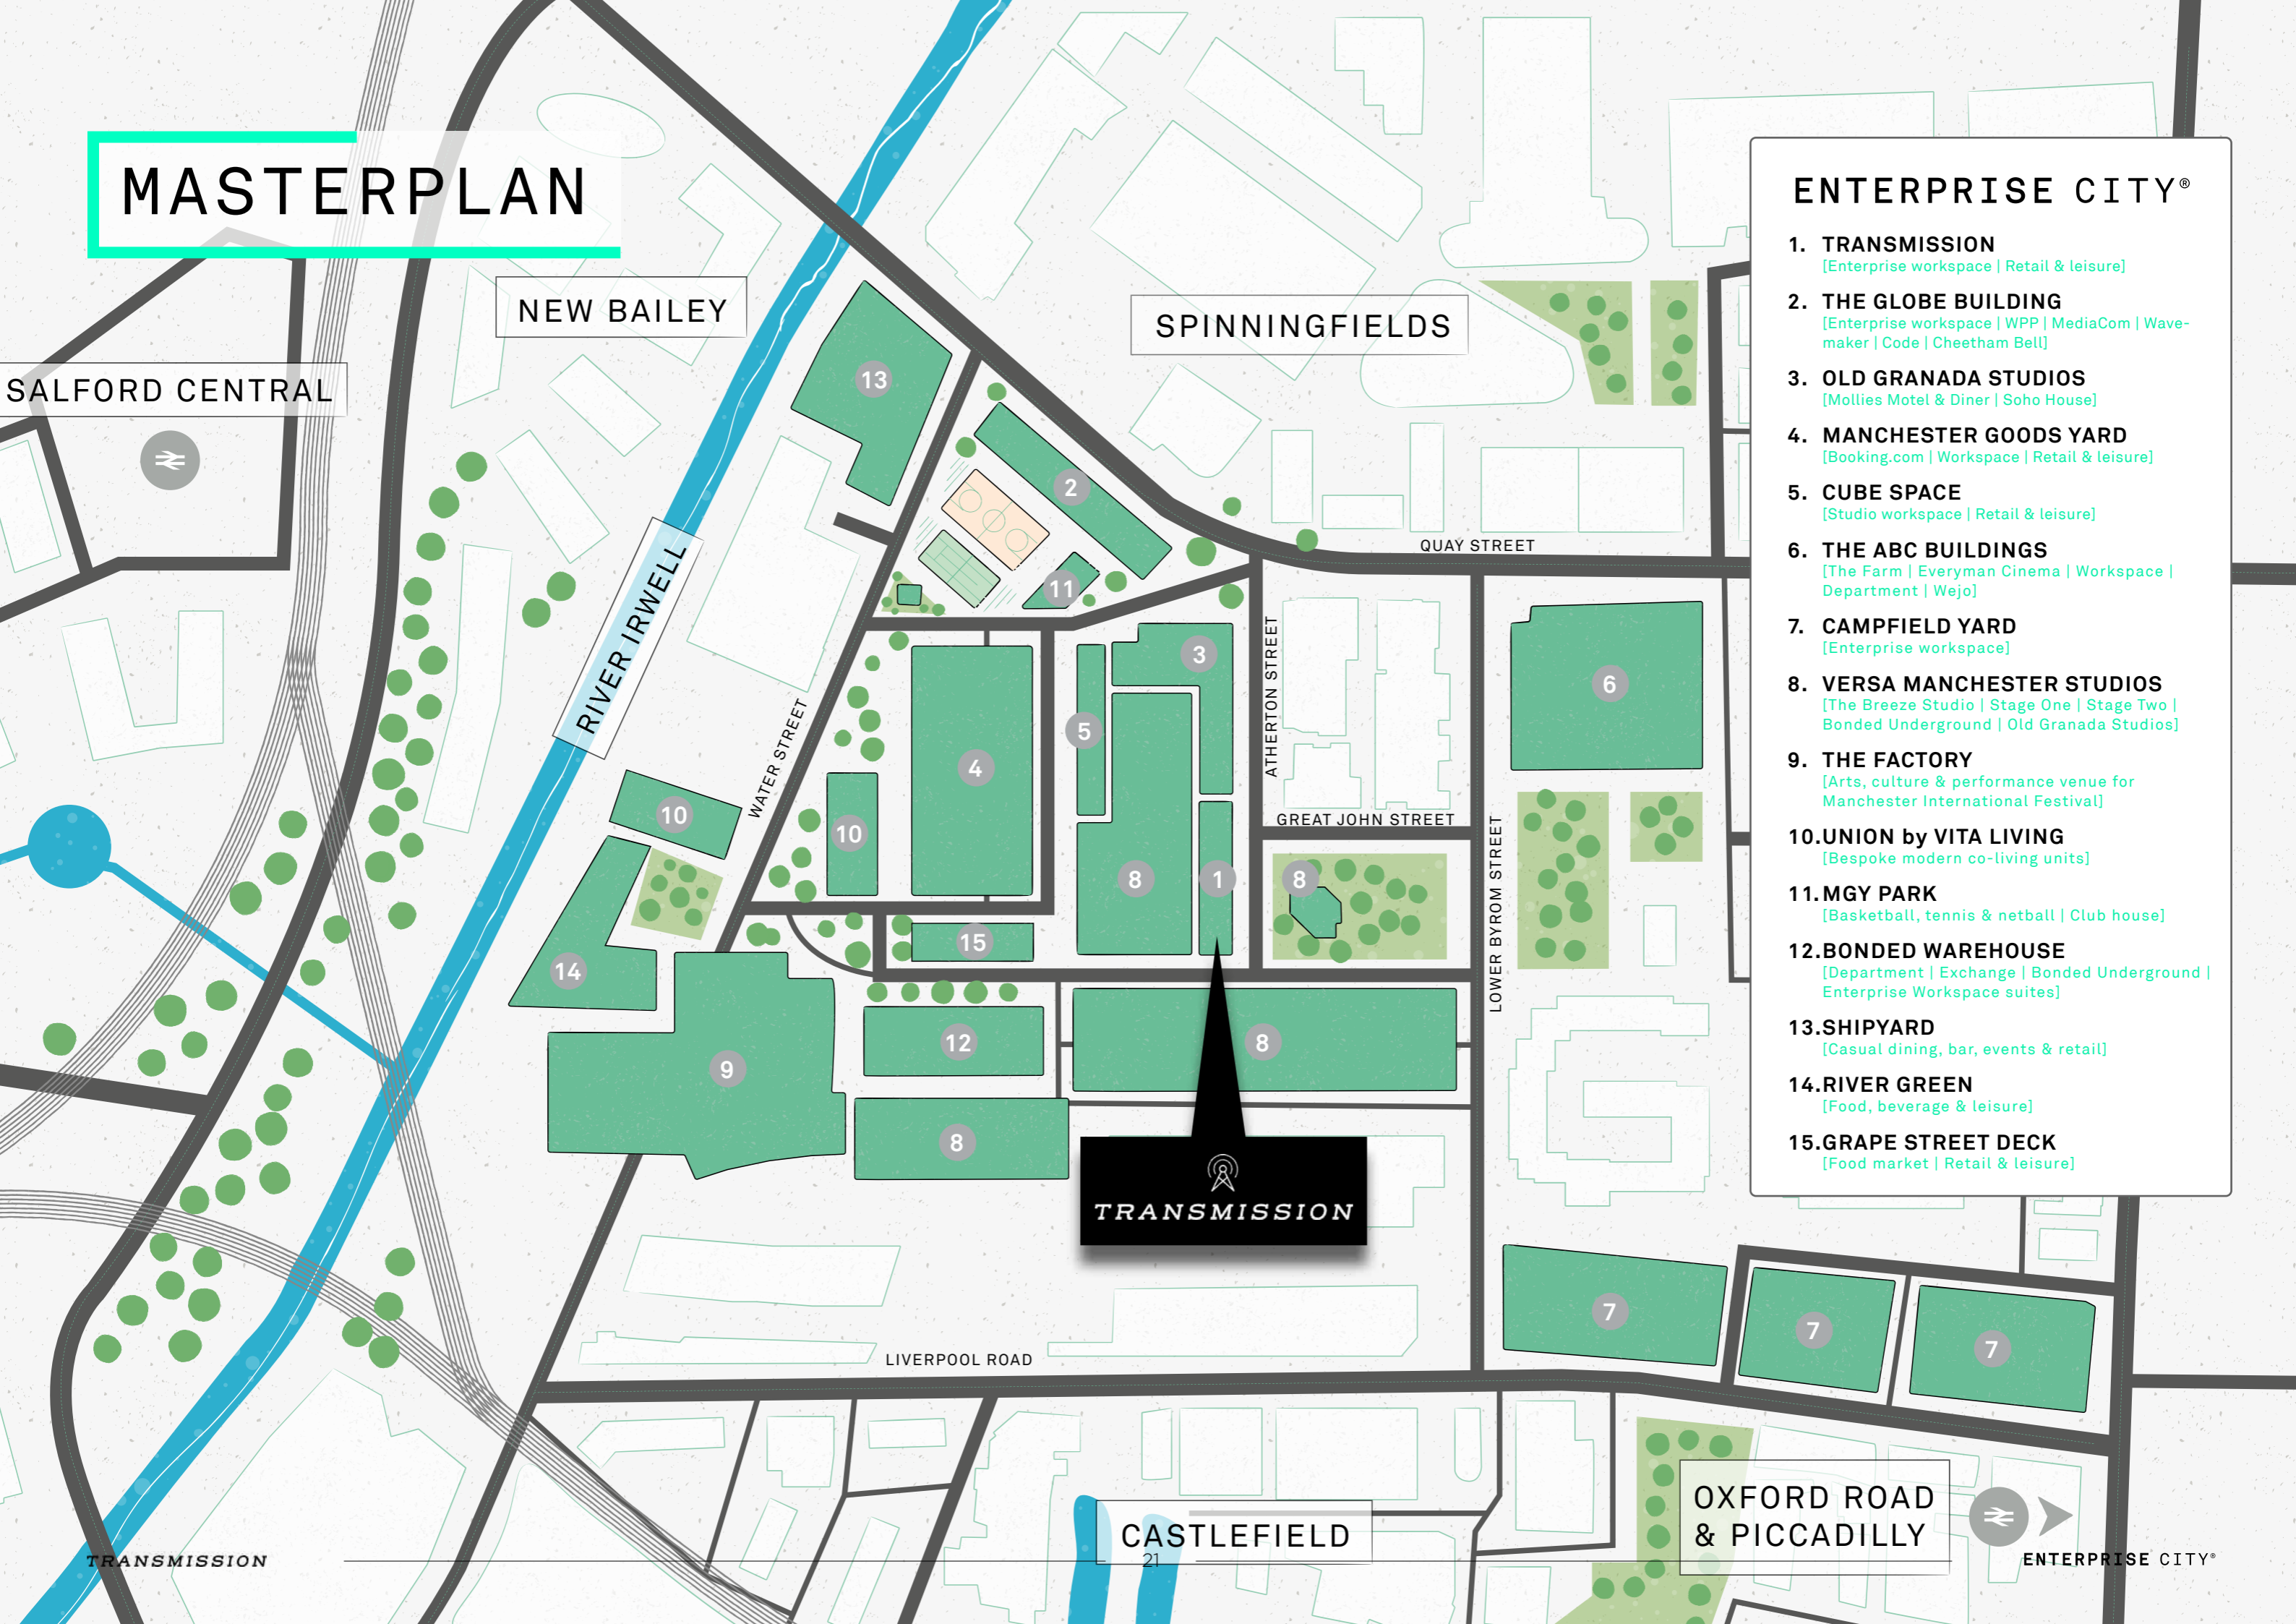 MASTERPLAN
NEW BAILEY
SPINNINGFIELDS
SALFORD CENTRAL
RIVER IRWELL
WATER STREET
QUAY STREET
ATHERTON STREET
GREAT JOHN STREET
LOWER BYROM STREET
LIVERPOOL ROAD
CASTLEFIELD
OXFORD ROAD
& PICCADILLY
13
2
11
3
6
5
4
10
10
8
1
8
15
14
12
8
9
8
7
7
7
TRANSMISSION
ENTERPRISE CITY®
1. TRANSMISSION
[Enterprise workspace | Retail & leisure]
2. THE GLOBE BUILDING
[Enterprise workspace | WPP | MediaCom | Wave-
maker | Code | Cheetham Bell]
3. OLD GRANADA STUDIOS
[Mollies Motel & Diner | Soho House]
4. MANCHESTER GOODS YARD
[Booking.com | Workspace | Retail & leisure]
5. CUBE SPACE
[Studio workspace | Retail & leisure]
6. THE ABC BUILDINGS
[The Farm | Everyman Cinema | Workspace |
Department | Wejo]
7. CAMPFIELD YARD
[Enterprise workspace]
8. VERSA MANCHESTER STUDIOS
[The Breeze Studio | Stage One | Stage Two |
Bonded Underground | Old Granada Studios]
9. THE FACTORY
[Arts, culture & performance venue for
Manchester International Festival]
10.UNION by VITA LIVING
[Bespoke modern co-living units]
11.MGY PARK
[Basketball, tennis & netball | Club house]
12.BONDED WAREHOUSE
[Department | Exchange | Bonded Underground |
Enterprise Workspace suites]
13.SHIPYARD
[Casual dining, bar, events & retail]
14.RIVER GREEN
[Food, beverage & leisure]
15.GRAPE STREET DECK
[Food market | Retail & leisure]
TRANSMISSION
21
ENTERPRISE CITY®